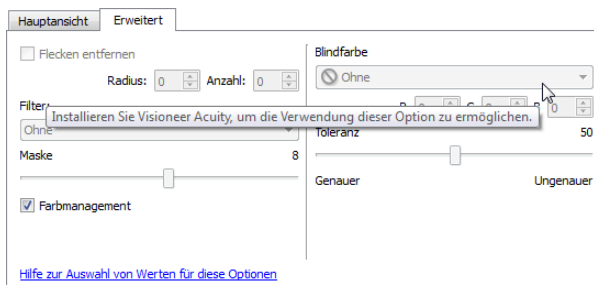 Hauptansicht Erweitert
Flecken entfernen
Radius: 0 Anzahl: 0
Filter:
Ohne
Maske 8
Farbmanagement
Hilfe zur Auswahl von Werten für diese Optionen
Blindfarbe
Ohne
0
Installieren Sie Visioneer Acuity, um die Verwendung dieser Option zu ermöglichen.
Toleranz 50
Genauer Ungenauer